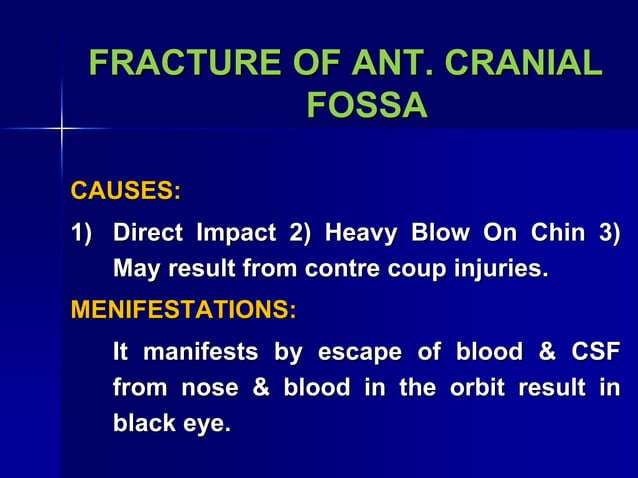 FRACTURE OF ANT. CRANIAL
FOSSA
CAUSES:
1) Direct Impact 2) Heavy Blow On Chin 3)
May result from contre coup injuries.
MENIFESTATIONS:
It manifests by escape of blood & CSF
from nose & blood in the orbit result in
black eye.